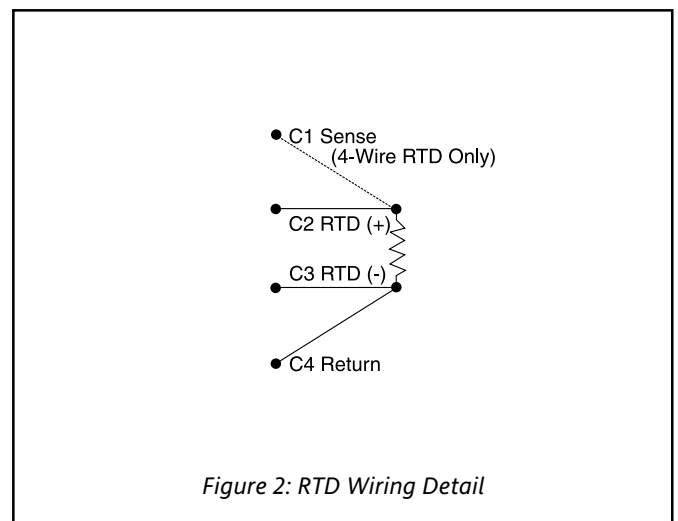 C1 Sense
(4-Wire RTD Only)
C2 RTD (+)
C3 RTD (-)
C4 Return
Figure 2: RTD Wiring Detail